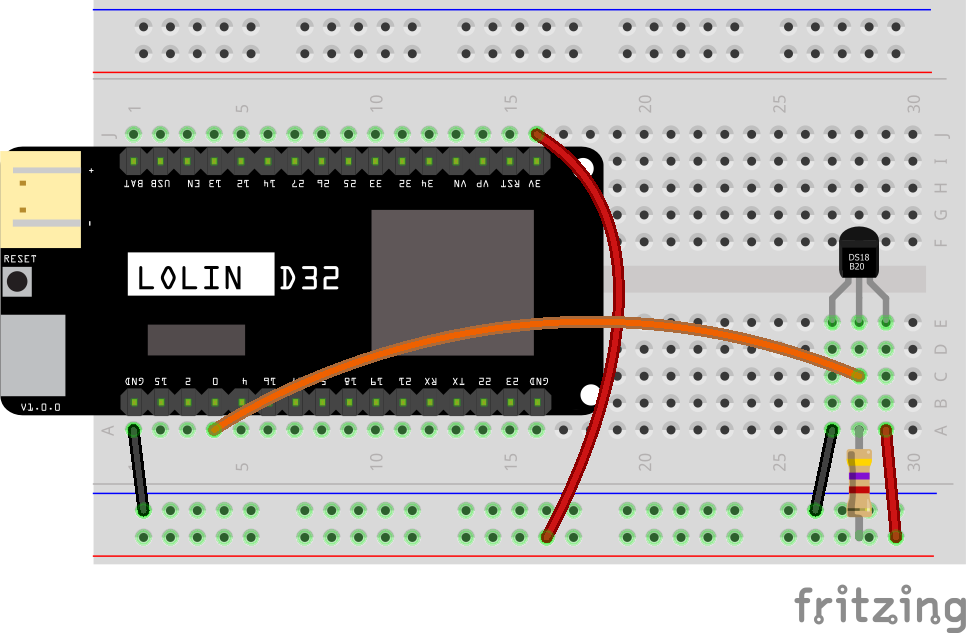 1 5 10 15 20 25 30
J J
I
+
BAT USB EN 13 12 14 27 26 25 33 32 34 VN VP RST 3V
H
G
-
F
RESET
DS18
B20
LOLIN D32
E
D
GND 15 2 0 4 16 5 18 19 21 RX TX 22 23 GND
C
V1.0.0
B
A A
5 10 15 20 25 30
fritzing